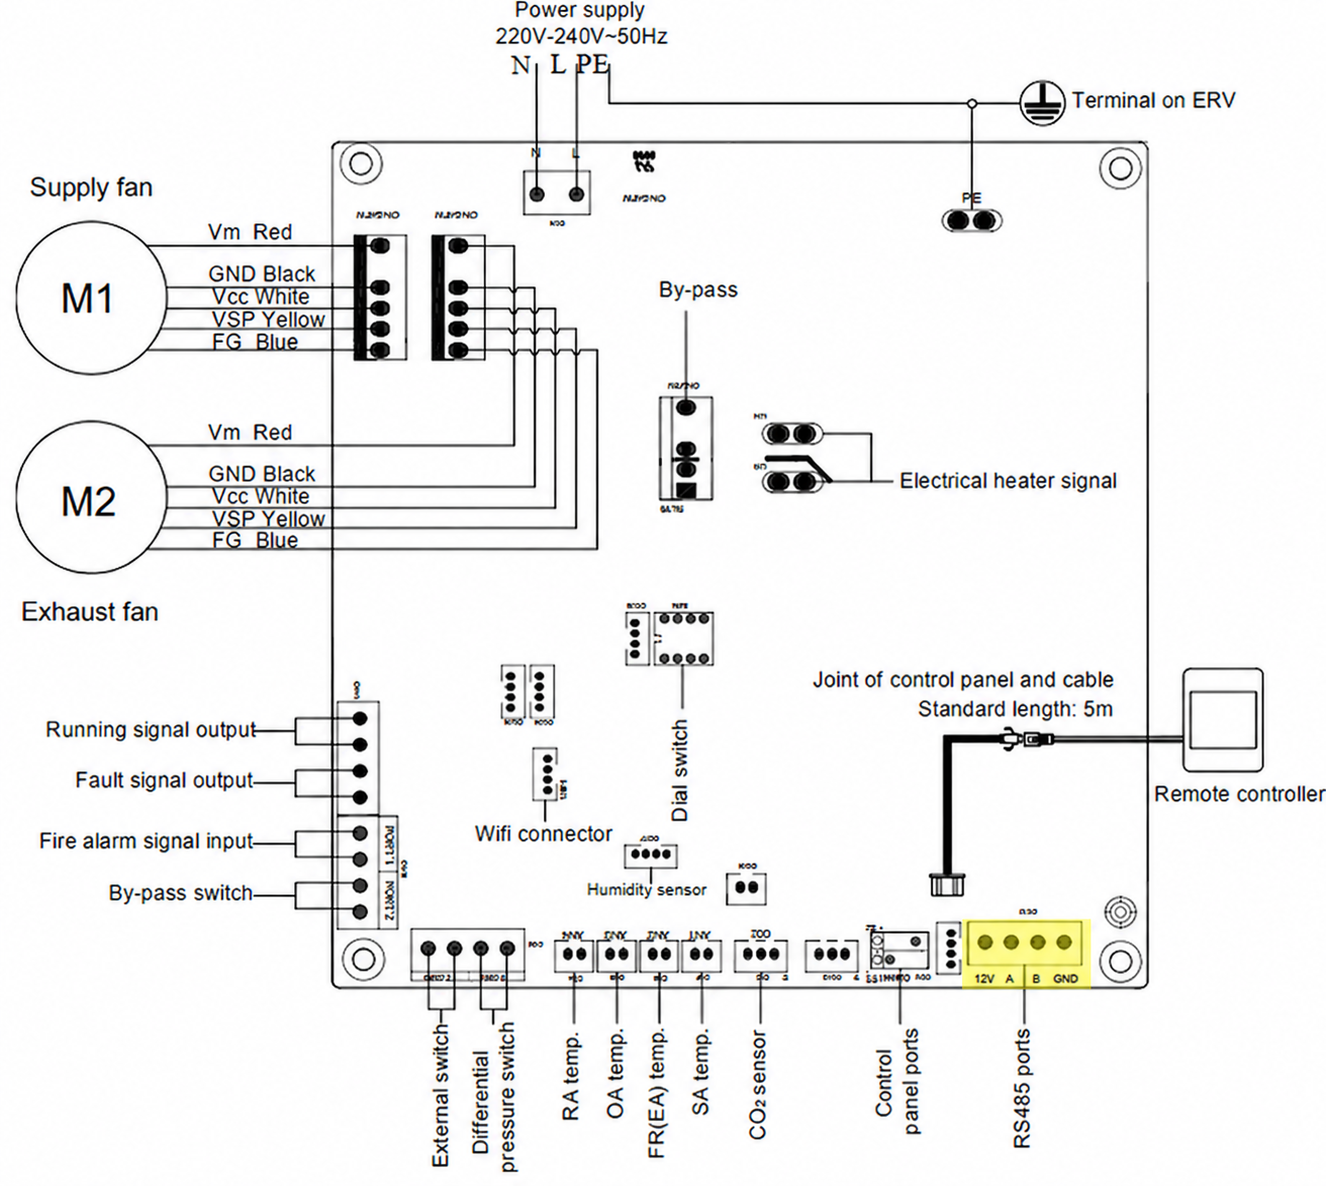 Power supply
220V-240V~50Hz
N L PE
Terminal on ERV
N L
PE
Supply fan
M1
Vm Red
GND Black
Vcc White
VSP Yellow
FG Blue
By-pass
M2
Vm Red
GND Black
Vcc White
VSP Yellow
FG Blue
Exhaust fan
Electrical heater signal
Joint of control panel and cable
Standard length: 5m
Remote controller
Running signal output
Fault signal output
Fire alarm signal input
By-pass switch
Dial switch
Wifi connector
Humidity sensor
12V A B GND
External switch
Differential
pressure switch
RA temp.
OA temp.
FR(EA) temp.
SA temp.
CO2 sensor
Control
panel ports
RS485 ports